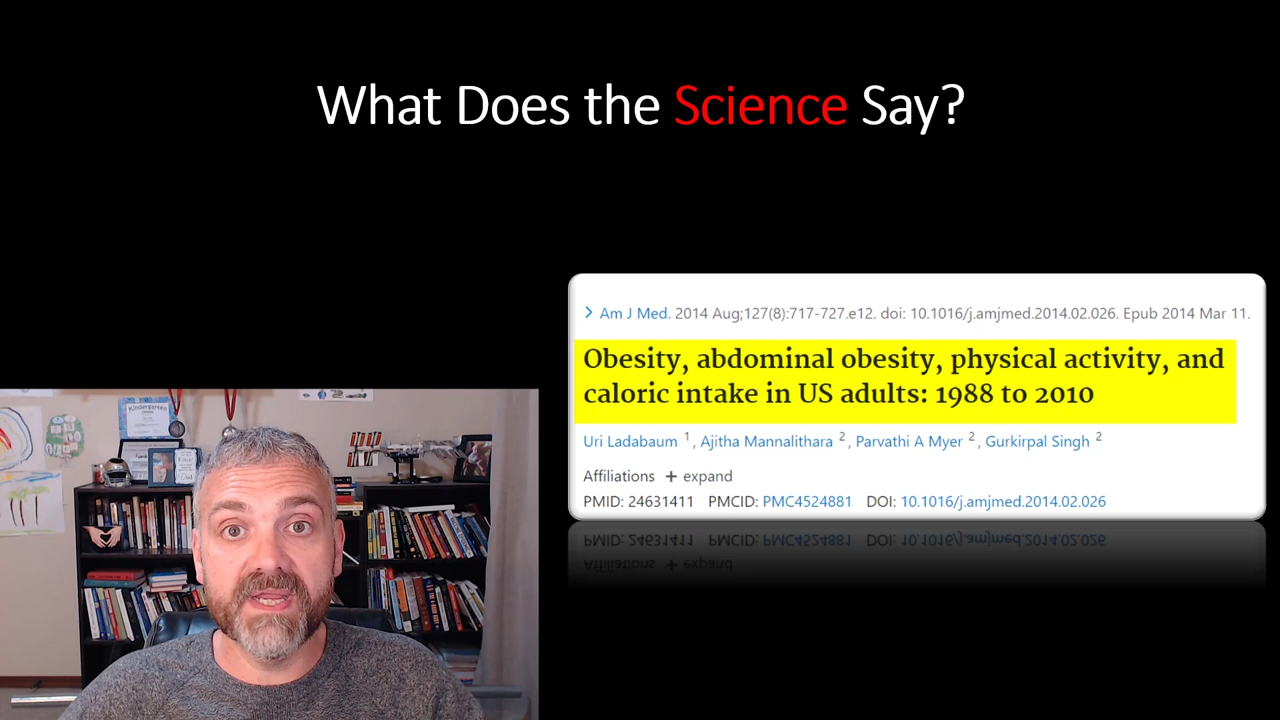 What Does the Science Say?
Am J Med. 2014 Aug;127(8):717-727.e12. doi: 10.1016/j.amjmed.2014.02.026. Epub 2014 Mar 11.
Obesity, abdominal obesity, physical activity, and
caloric intake in US adults: 1988 to 2010
Uri Ladabaum 1, Ajitha Mannalithara 2, Parvathi A Myer 2, Gurkirpal Singh 2
Affiliations + expand
PMID: 24631411 PMCID: PMC4524881 DOI: 10.1016/j.amjmed.2014.02.026
Kindergarten